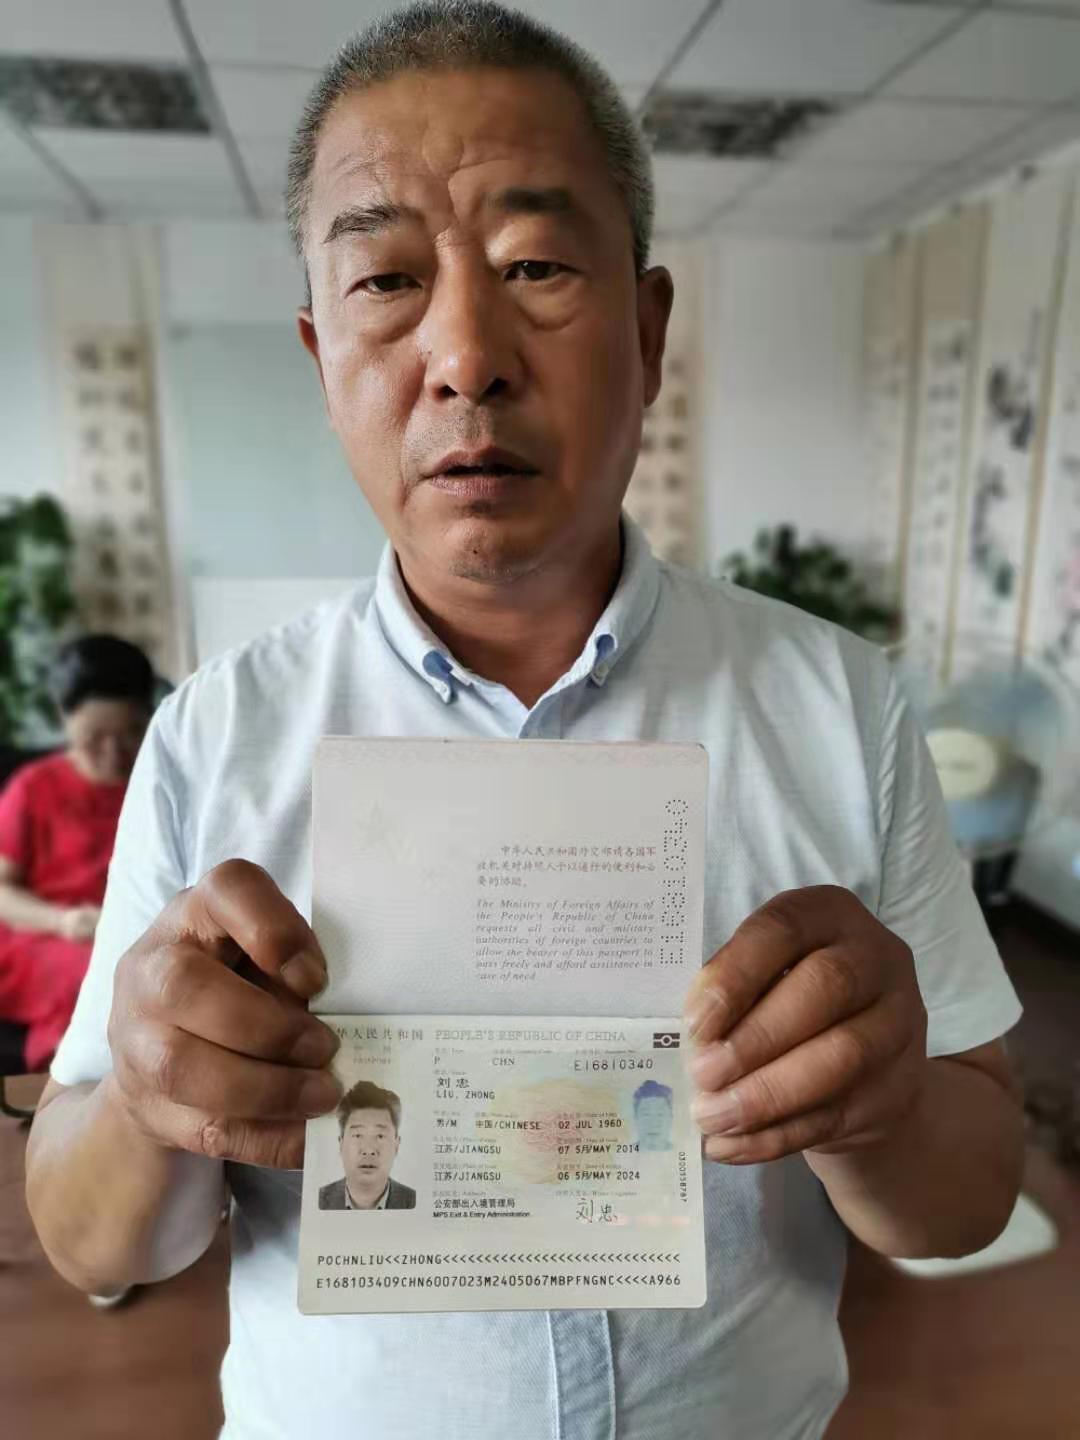 E16810340
中华人民共和国外交部请各国军
政机关对持照人予以通行的便利和必
要的协助。
The Ministry of Foreign Affairs of
the People's Republic of China
requests all civil and military
authorities of foreign countries to
allow the bearer of this passport to
pass freely and afford assistance in
case of need.
华人民共和国 PEOPLE'S REPUBLIC OF CHINA
PASSPORT
P CHN E16810340
刘忠
LIU, ZHONG
男/M 中国/CHINESE 02 JUL 1960
江苏/JIANGSU 07 5月/MAY 2014
江苏/JIANGSU 06 5月/MAY 2024
公安部出入境管理局
MPS Exit & Entry Administration
刘忠
POCHNLIU<<ZHONG<<<<<<<<<<<<<<<<<<<<<<<<<<<<<
E168103409CHN6007023M2405067MBPFNGNC<<<<A966